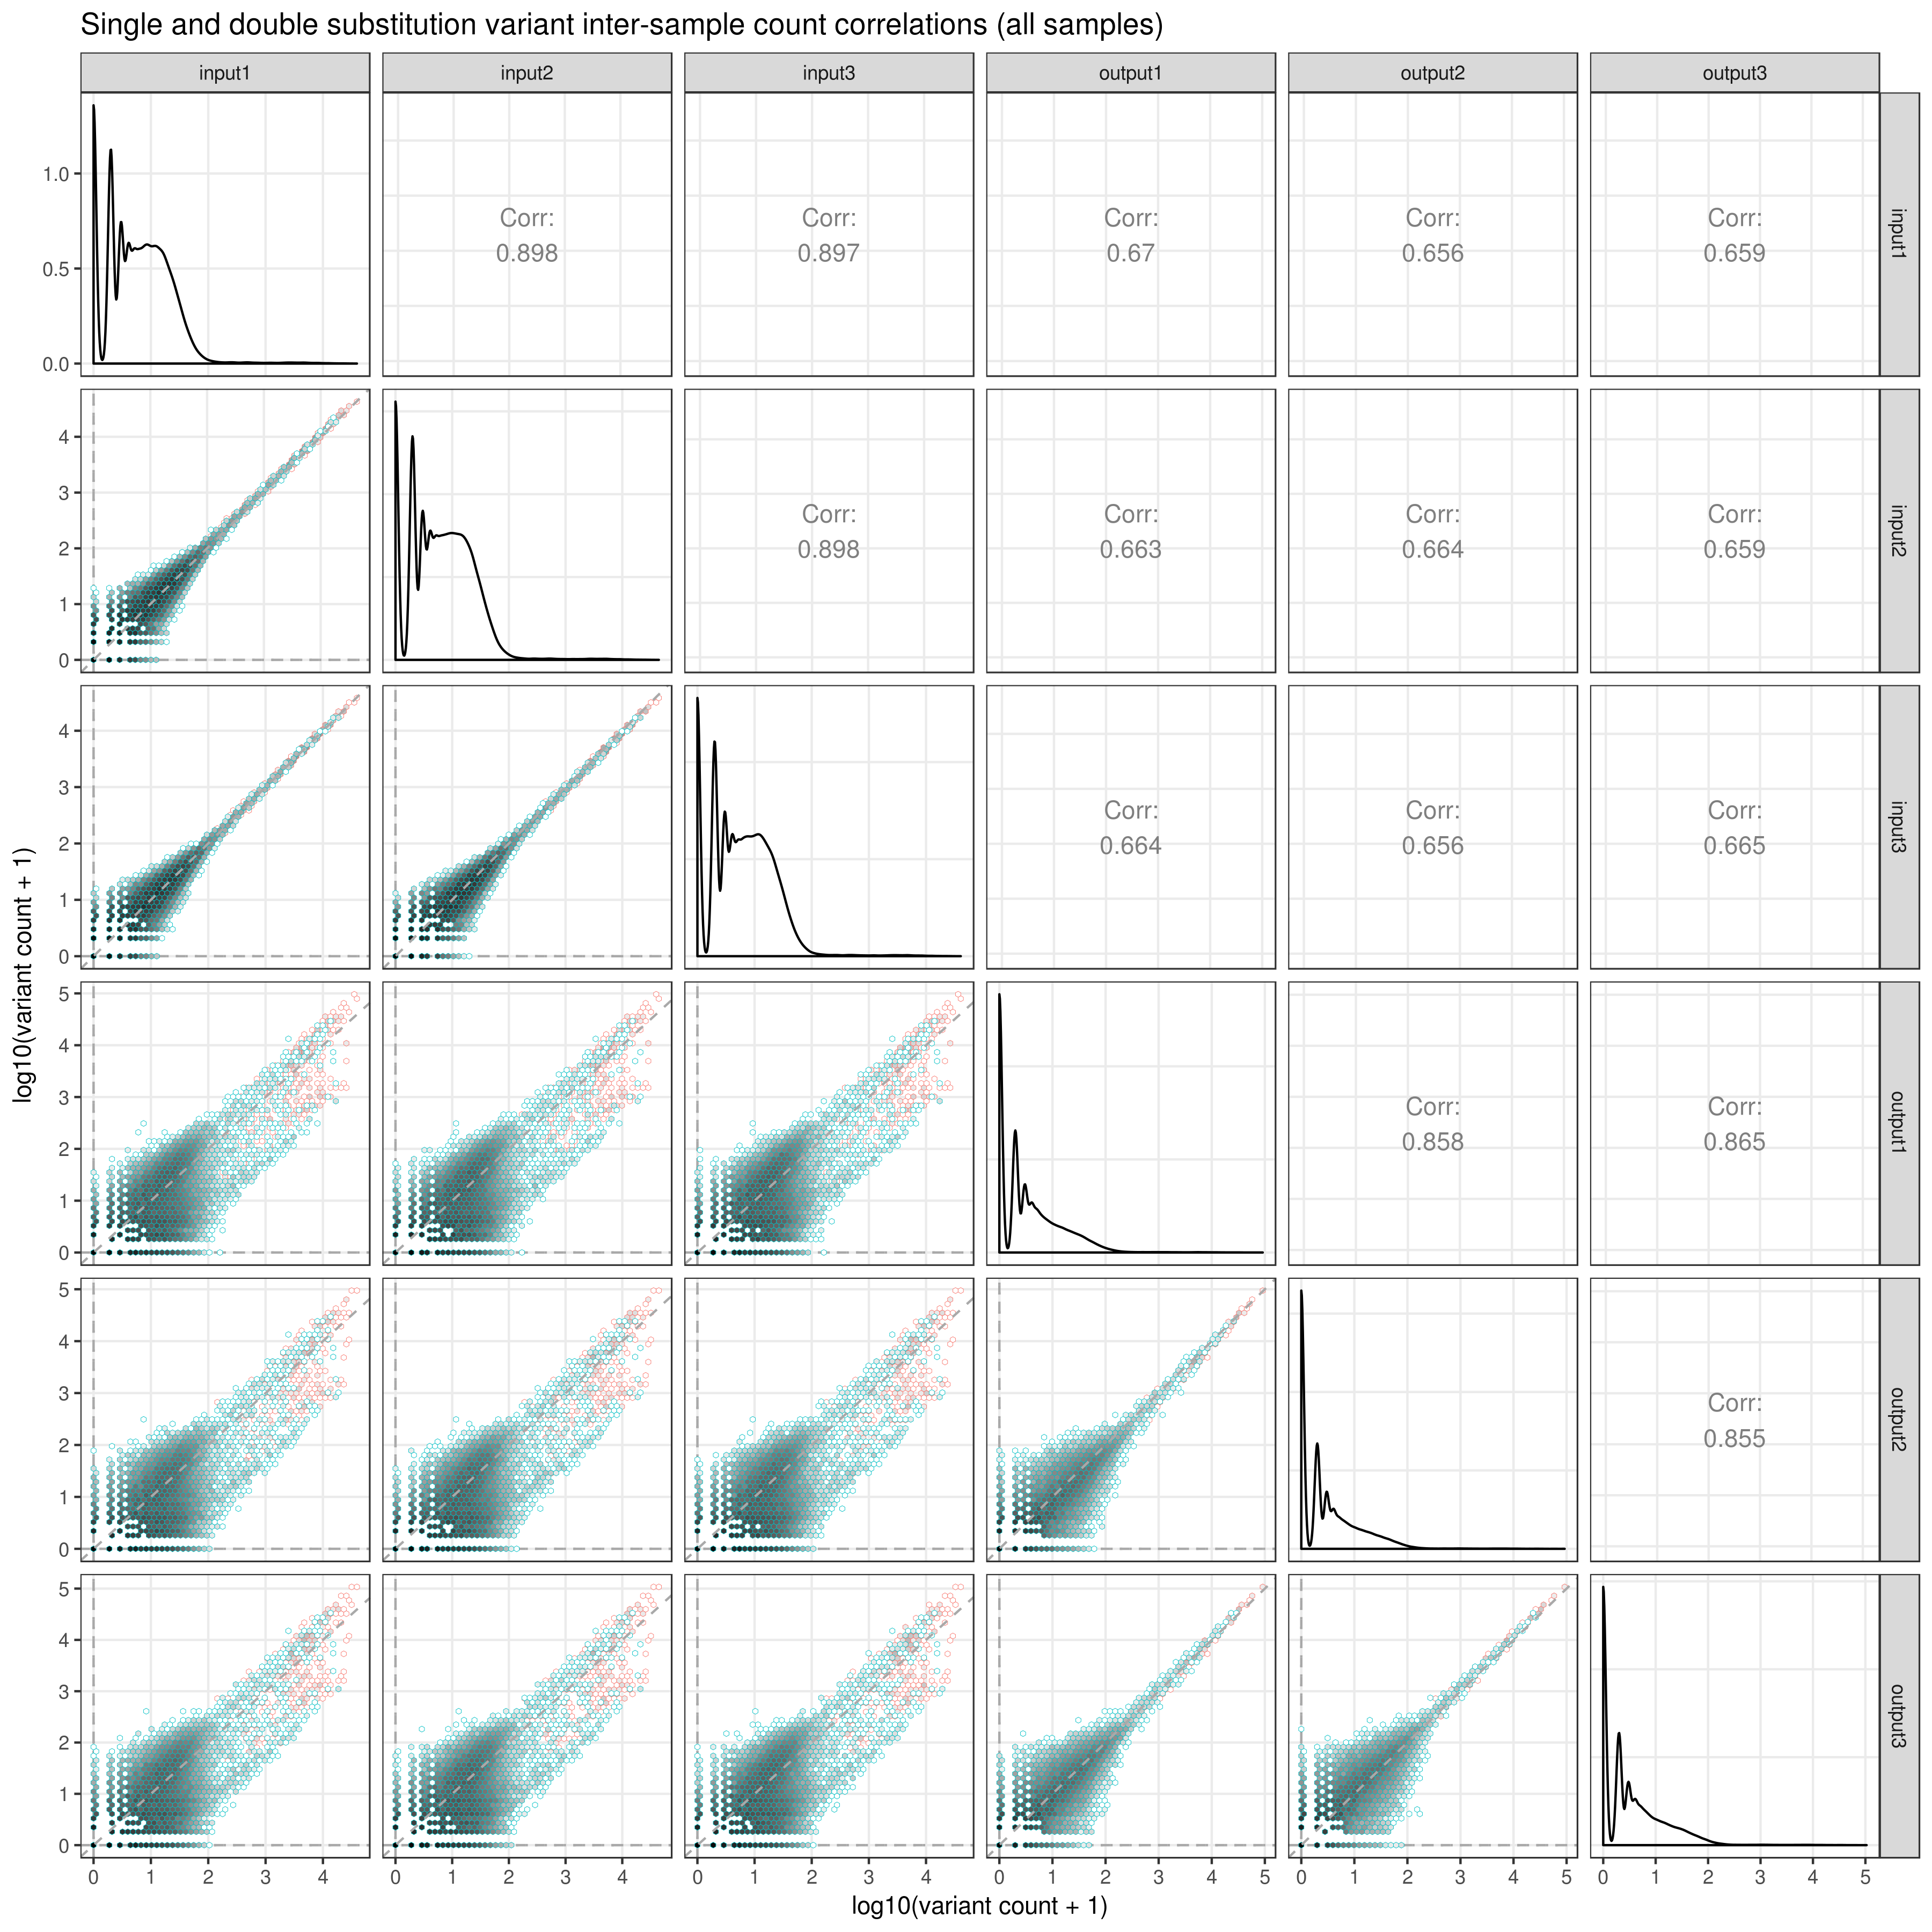 Single and double substitution variant inter-sample count correlations (all samples)
input1 input2 input3 output1 output2 output3
1.0
0.5
0.0
Corr:
0.898
Corr:
0.897
Corr:
0.67
Corr:
0.656
Corr:
0.659
input1
4
3
2
1
0
Corr:
0.898
Corr:
0.663
Corr:
0.664
Corr:
0.659
input2
4
3
2
1
0
Corr:
0.664
Corr:
0.656
Corr:
0.665
input3
5
4
3
2
1
0
Corr:
0.858
Corr:
0.865
output1
5
4
3
2
1
0
Corr:
0.855
output2
5
4
3
2
1
0
output3
0 1 2 3 4 0 1 2 3 4 0 1 2 3 4 0 1 2 3 4 5 0 1 2 3 4 5 0 1 2 3 4 5
log10(variant count + 1)
log10(variant count + 1)